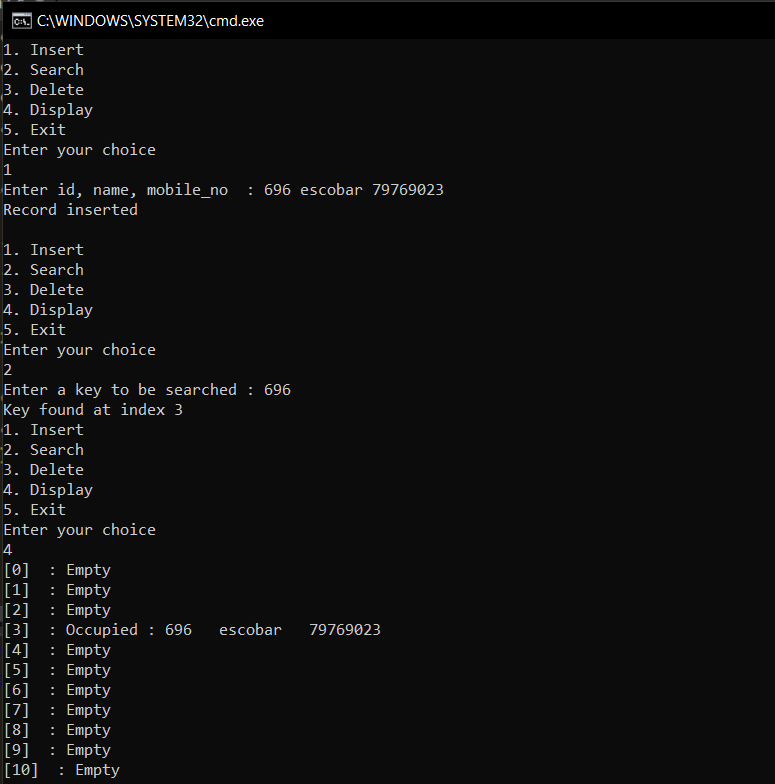 C:\WINDOWS\SYSTEM32\cmd.exe
1. Insert
2. Search
3. Delete
4. Display
5. Exit
Enter your choice
1
Enter id, name, mobile_no  : 696 escobar 79769023
Record inserted

1. Insert
2. Search
3. Delete
4. Display
5. Exit
Enter your choice
2
Enter a key to be searched : 696
Key found at index 3
1. Insert
2. Search
3. Delete
4. Display
5. Exit
Enter your choice
4
[0]  : Empty
[1]  : Empty
[2]  : Empty
[3]  : Occupied : 696   escobar   79769023
[4]  : Empty
[5]  : Empty
[6]  : Empty
[7]  : Empty
[8]  : Empty
[9]  : Empty
[10]  : Empty